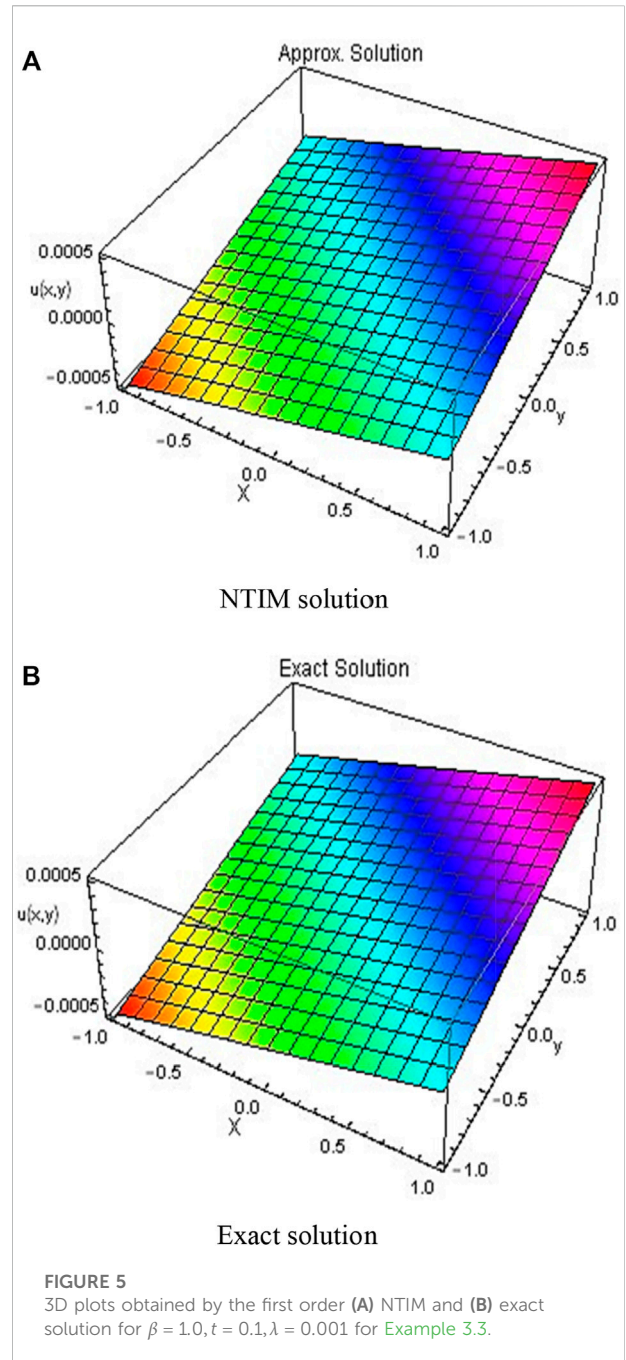 A
Approx. Solution
0.0005
u(x,y)
0.0000
-0.0005
-1.0
-0.5
0.0
X
0.5
1.0
1.0
0.5
0.0
y
-0.5
-1.0
NTIM solution
B
Exact Solution
0.0005
u(x,y)
0.0000
-0.0005
-1.0
-0.5
0.0
X
0.5
1.0
1.0
0.5
0.0
y
-0.5
-1.0
Exact solution
FIGURE 5
3D plots obtained by the first order (A) NTIM and (B) exact
solution for β = 1.0, t = 0.1, λ = 0.001 for Example 3.3.